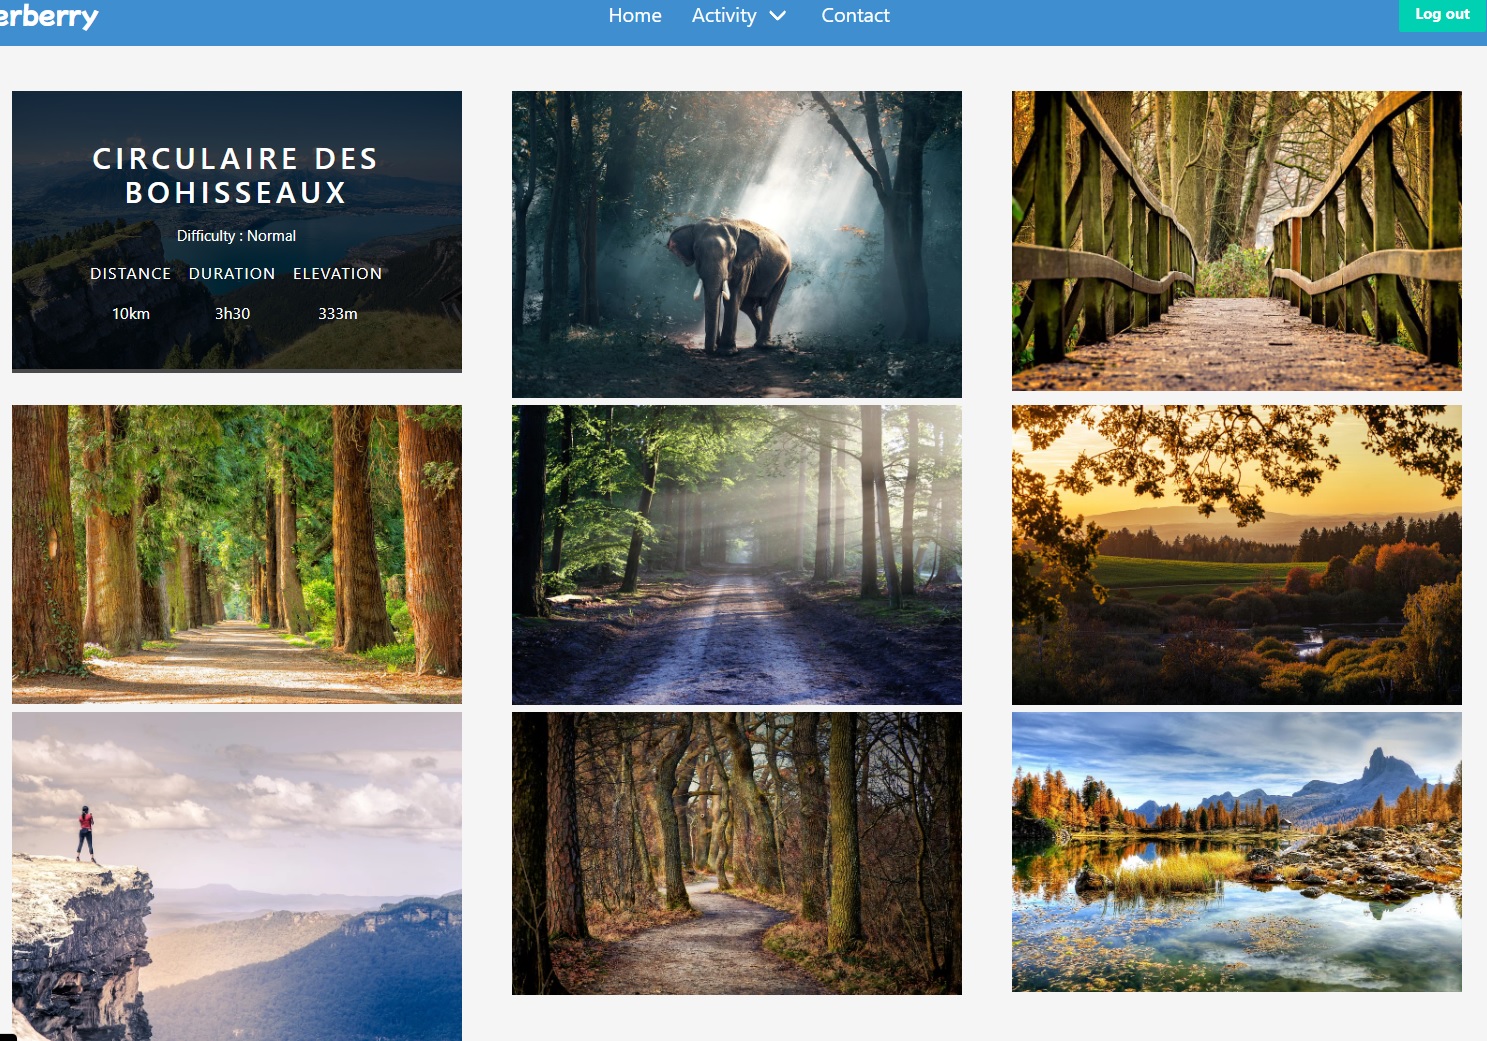 erberry
Home Activity Contact
Log out
CIRCULAIRE DES
BOHISSEAUX
Difficulty : Normal
DISTANCE DURATION ELEVATION
10km 3h30 333m